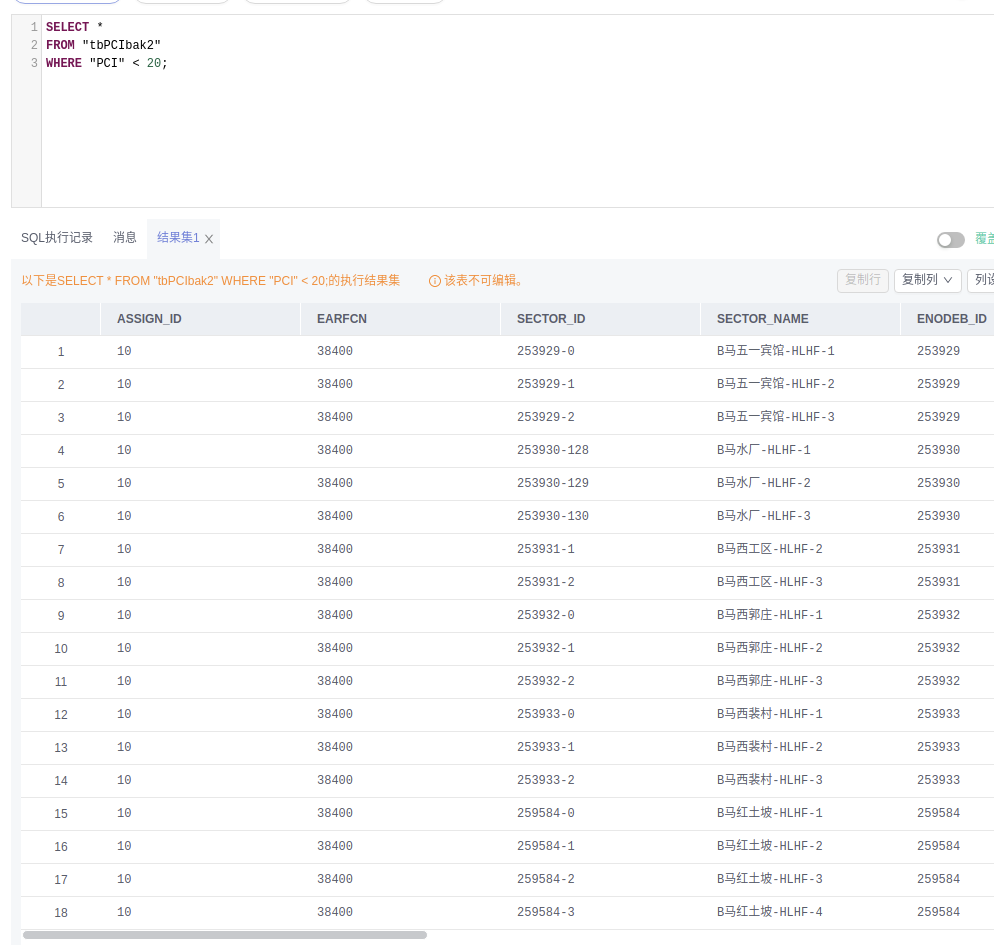 1 SELECT *
2 FROM "tbPCIbak2"
3 WHERE "PCI" < 20;
SQL执行记录 消息 结果集1
覆盖
以下是SELECT * FROM "tbPCIbak2" WHERE "PCI" < 20;的执行结果集 该表不可编辑。 复制行 复制列 列设
ASSIGN_ID EARFCN SECTOR_ID SECTOR_NAME ENODEB_ID
1 10 38400 253929-0 B马五一宾馆-HLHF-1 253929
2 10 38400 253929-1 B马五一宾馆-HLHF-2 253929
3 10 38400 253929-2 B马五一宾馆-HLHF-3 253929
4 10 38400 253930-128 B马水厂-HLHF-1 253930
5 10 38400 253930-129 B马水厂-HLHF-2 253930
6 10 38400 253930-130 B马水厂-HLHF-3 253930
7 10 38400 253931-1 B马西工区-HLHF-2 253931
8 10 38400 253931-2 B马西工区-HLHF-3 253931
9 10 38400 253932-0 B马西郭庄-HLHF-1 253932
10 10 38400 253932-1 B马西郭庄-HLHF-2 253932
11 10 38400 253932-2 B马西郭庄-HLHF-3 253932
12 10 38400 253933-0 B马西裴村-HLHF-1 253933
13 10 38400 253933-1 B马西裴村-HLHF-2 253933
14 10 38400 253933-2 B马西裴村-HLHF-3 253933
15 10 38400 259584-0 B马红土坡-HLHF-1 259584
16 10 38400 259584-1 B马红土坡-HLHF-2 259584
17 10 38400 259584-2 B马红土坡-HLHF-3 259584
18 10 38400 259584-3 B马红土坡-HLHF-4 259584